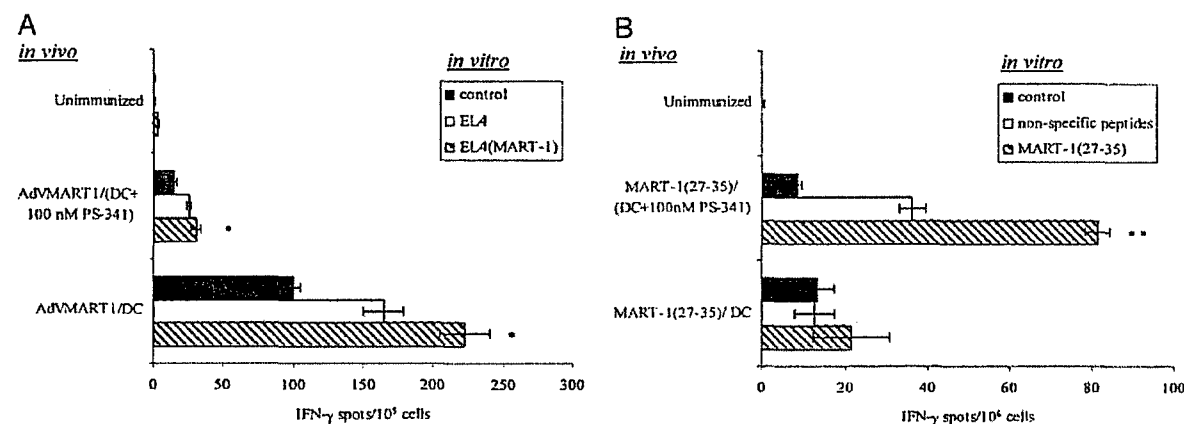 A
in vivo
in vitro
control
EL4
EL4(MART-1)
Unimmunized
AdVMART1/(DC+
100 nM PS-341)
*
AdVMART1/DC
*
0 50 100 150 200 250 300
IFN-γ spots/10⁵ cells
B
in vivo
in vitro
control
non-specific peptides
MART-1(27-35)
Unimmunized
MART-1(27-35)/
(DC+100nM PS-341)
**
MART-1(27-35)/ DC
0 20 40 60 80 100
IFN-γ spots/10⁶ cells